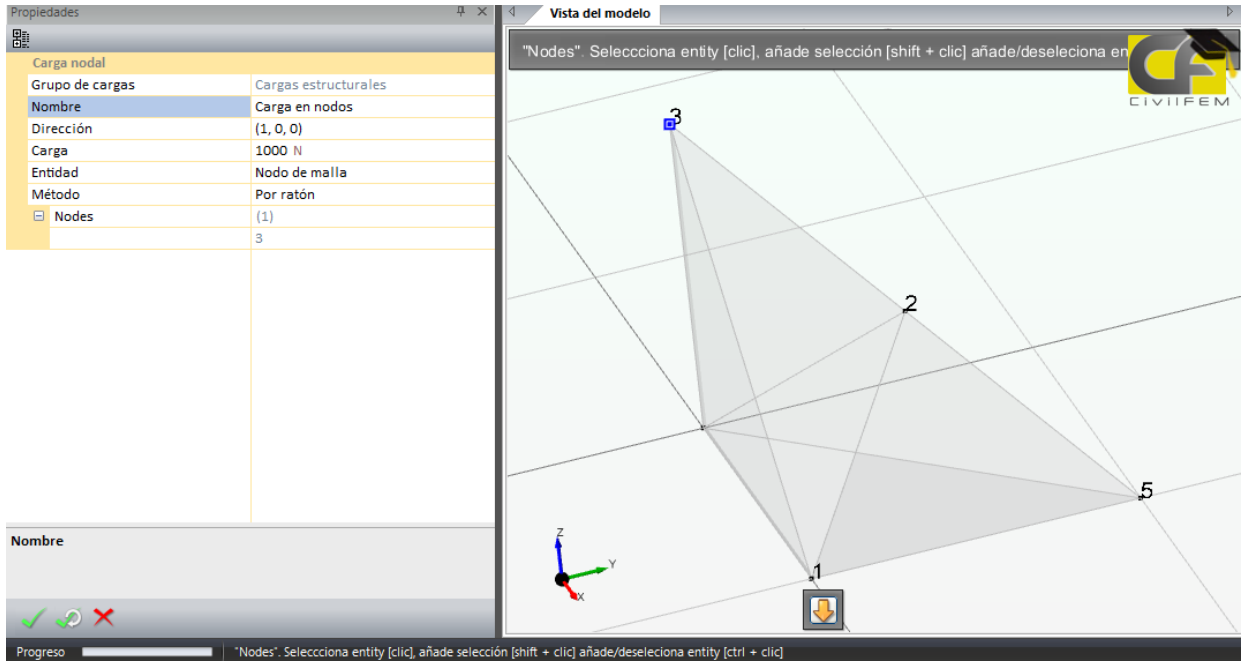 Propiedades
Carga nodal
Grupo de cargas Cargas estructurales
Nombre Carga en nodos
Dirección (1, 0, 0)
Carga 1000 N
Entidad Nodo de malla
Método Por ratón
Nodes (1)
3
Nombre
Vista del modelo
"Nodes". Seleccciona entity [clic], añade selección [shift + clic] añade/deseleciona en
CIVIlFEM
3
2
5
1
Z
Y
X
Progreso "Nodes". Seleccciona entity [clic], añade selección [shift + clic] añade/deseleciona entity [ctrl + clic]